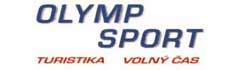 OLYMP
SPORT
TURISTIKA VOLNÝ ČAS